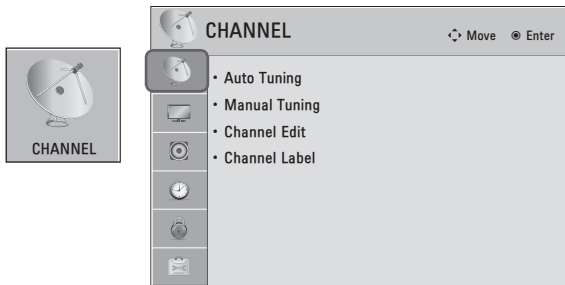 CHANNEL
CHANNEL
Move Enter
• Auto Tuning
• Manual Tuning
• Channel Edit
• Channel Label